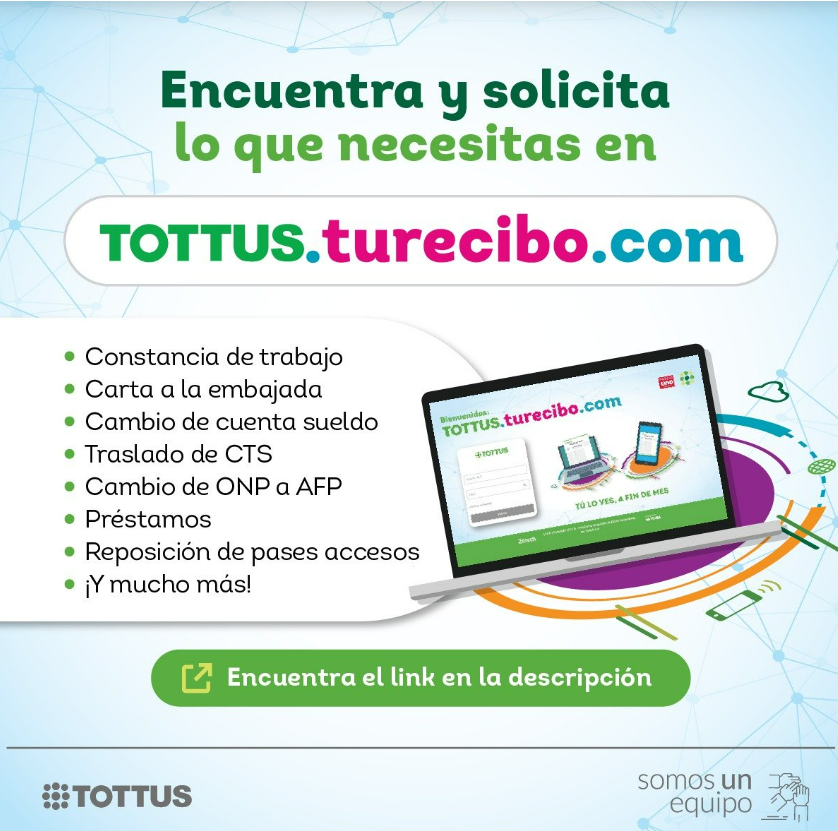 Encuentra y solicita
lo que necesitas en
TOTTUS.turecibo.com
Constancia de trabajo
Carta a la embajada
Cambio de cuenta sueldo
Traslado de CTS
Cambio de ONP a AFP
Préstamos
Reposición de pases accesos
¡Y mucho más!
Bienvenidos:
TOTTUS.turecibo.com
TOTTUS
TÚ LO VES, A FIN DE MES
Encuentra el link en la descripción
TOTTUS
somos un
equipo